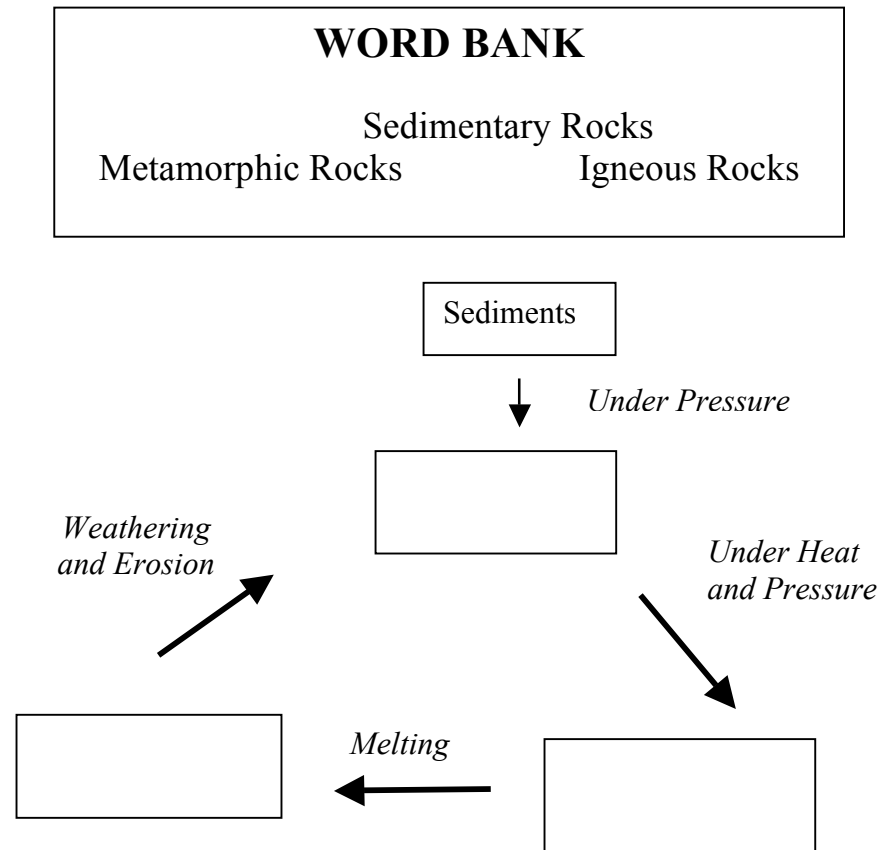 WORD BANK
Sedimentary Rocks
Metamorphic Rocks Igneous Rocks
Sediments
Under Pressure
Weathering
and Erosion
Under Heat
and Pressure
Melting